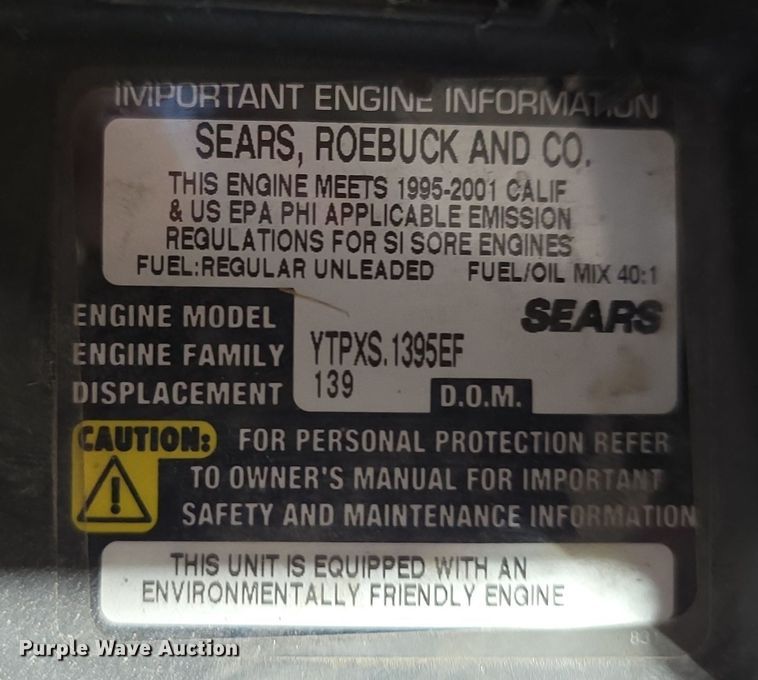 IMPORTANT ENGINE INFORMATION
SEARS, ROEBUCK AND CO.
THIS ENGINE MEETS 1995-2001 CALIF
& US EPA PHI APPLICABLE EMISSION
REGULATIONS FOR SI SORE ENGINES
FUEL:REGULAR UNLEADED FUEL/OIL MIX 40:1
SEARS
ENGINE MODEL
ENGINE FAMILY YTPXS.1395EF
DISPLACEMENT 139 D.O.M.
CAUTION: FOR PERSONAL PROTECTION REFER
TO OWNER'S MANUAL FOR IMPORTANT
SAFETY AND MAINTENANCE INFORMATION
THIS UNIT IS EQUIPPED WITH AN
ENVIRONMENTALLY FRIENDLY ENGINE
Purple Wave Auction